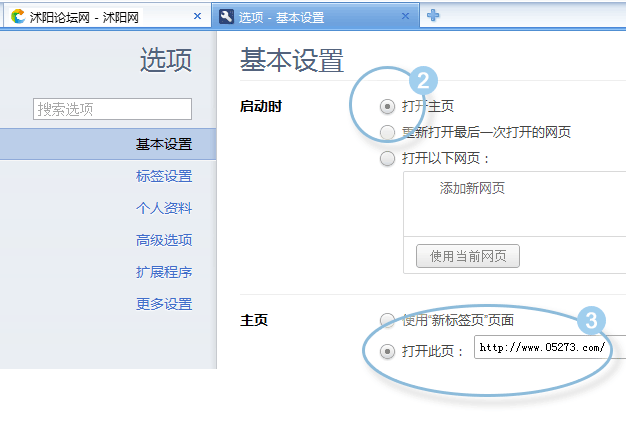 沭阳论坛网 - 沭阳网
选项 - 基本设置
选项
搜索选项
基本设置
标签设置
个人资料
高级选项
扩展程序
更多设置
基本设置
启动时
2
打开主页
重新打开最后一次打开的网页
打开以下网页：
添加新网页
使用当前网页
主页
使用“新标签页”页面
3
打开此页：
http://www.05273.com/